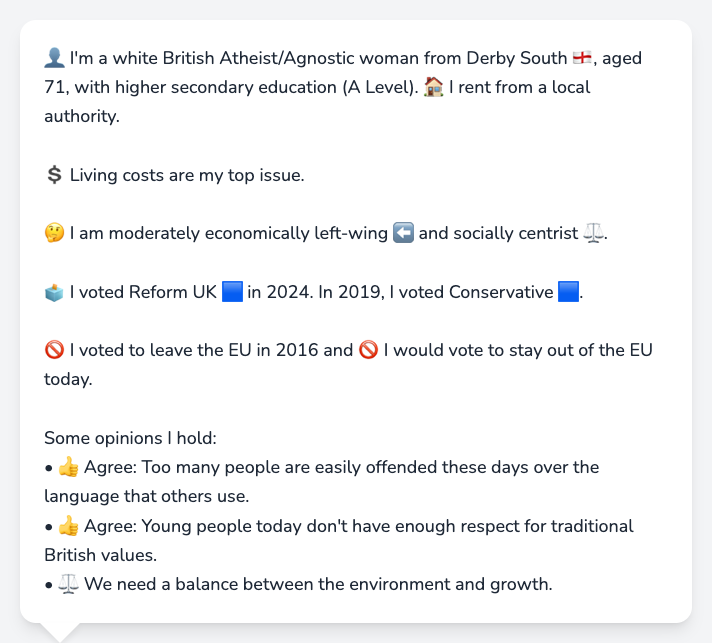 👤 I'm a white British Atheist/Agnostic woman from Derby South 🏴󠁧󠁢󠁥󠁮󠁧󠁿, aged
71, with higher secondary education (A Level). 🏠 I rent from a local
authority.
💲 Living costs are my top issue.
🤔 I am moderately economically left-wing ⬅️ and socially centrist ⚖️.
🗳️ I voted Reform UK 🟦 in 2024. In 2019, I voted Conservative 🟦.
🚫 I voted to leave the EU in 2016 and 🚫 I would vote to stay out of the EU
today.
Some opinions I hold:
• 👍 Agree: Too many people are easily offended these days over the
language that others use.
• 👍 Agree: Young people today don't have enough respect for traditional
British values.
• ⚖️ We need a balance between the environment and growth.